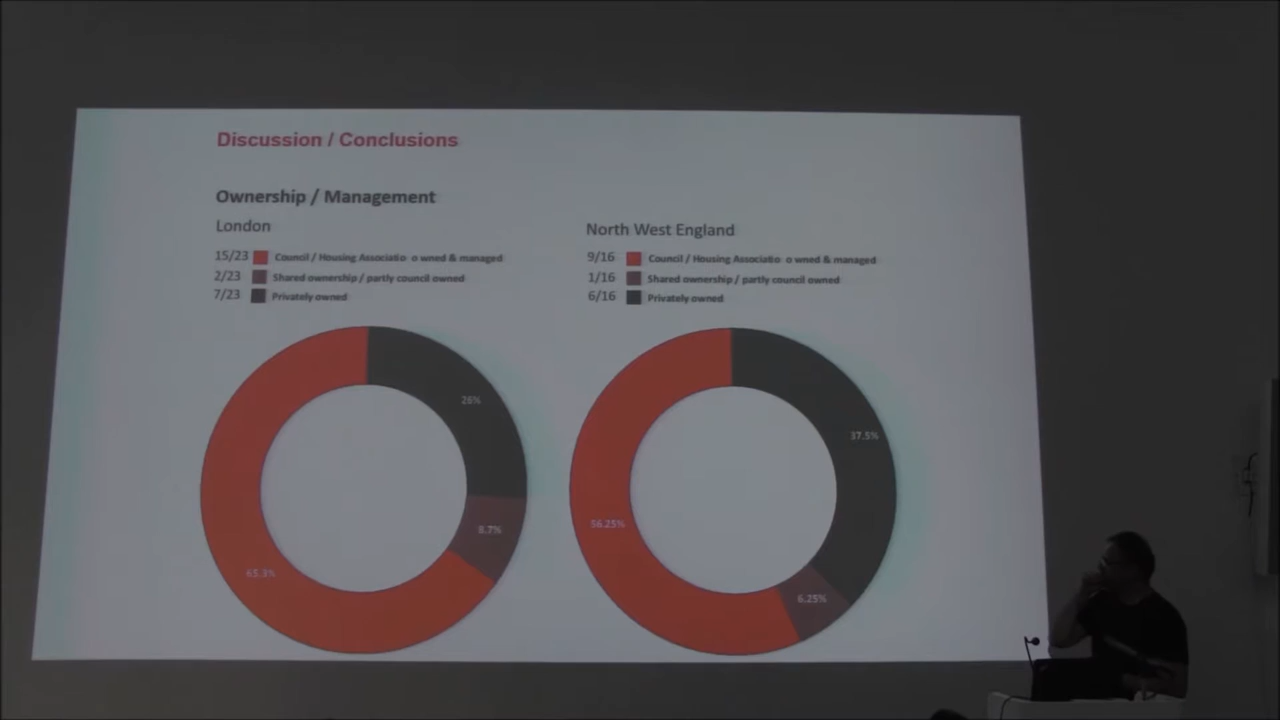 Discussion / Conclusions
Ownership / Management
London
15/23 Council / Housing Associatio o wned & managed
2/23 Shared ownership / partly council owned
7/23 Privately owned
26%
8.7%
65.3%
North West England
9/16 Council / Housing Associatio o wned & managed
1/16 Shared ownership / partly council owned
6/16 Privately owned
37.5%
56.25%
6.25%